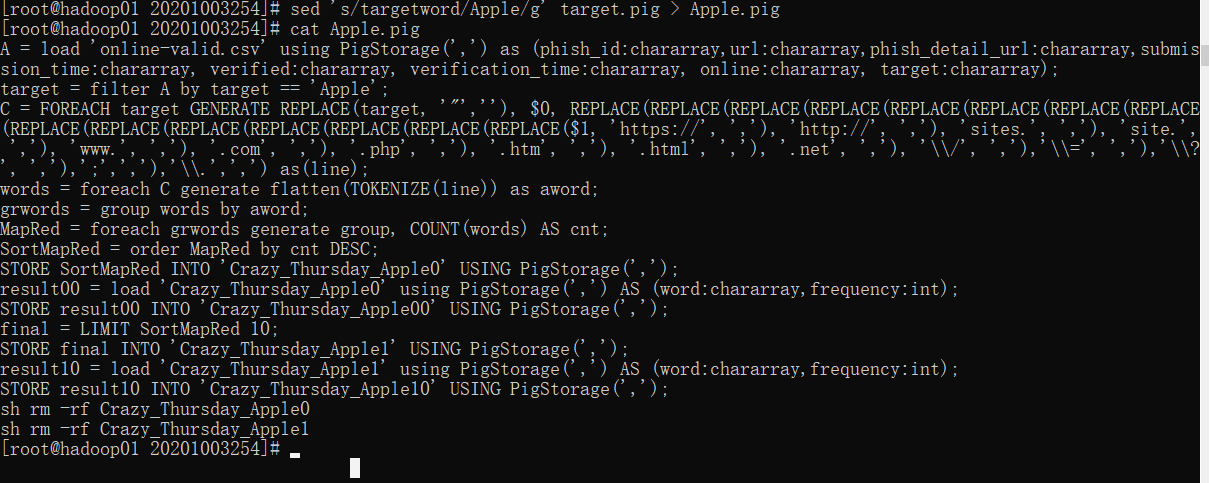 [root@hadoop01 20201003254]# sed 's/targetword/Apple/g' target.pig > Apple.pig
[root@hadoop01 20201003254]# cat Apple.pig
A = load 'online-valid.csv' using PigStorage(',') as (phish_id:chararray,url:chararray,phish_detail_url:chararray,submis
sion_time:chararray, verified:chararray, verification_time:chararray, online:chararray, target:chararray);
target = filter A by target == 'Apple';
C = FOREACH target GENERATE REPLACE(target, '"',''), $0, REPLACE(REPLACE(REPLACE(REPLACE(REPLACE(REPLACE(REPLACE(REPLACE
(REPLACE(REPLACE(REPLACE(REPLACE(REPLACE(REPLACE($1, 'https://', ','), 'http://', ','), 'sites.', ','), 'site.',
 ','), 'www.', ','), '.com', ','), '.php', ','), '.htm', ','), '.html', ','), '.net', ','), '\\/', ','),'\\=', ','),'\\?
', ','),';',','),'\\.',',') as(line);
words = foreach C generate flatten(TOKENIZE(line)) as aword;
grwords = group words by aword;
MapRed = foreach grwords generate group, COUNT(words) AS cnt;
SortMapRed = order MapRed by cnt DESC;
STORE SortMapRed INTO 'Crazy_Thursday_Apple0' USING PigStorage(',');
result00 = load 'Crazy_Thursday_Apple0' using PigStorage(',') AS (word:chararray,frequency:int);
STORE result00 INTO 'Crazy_Thursday_Apple00' USING PigStorage(',');
final = LIMIT SortMapRed 10;
STORE final INTO 'Crazy_Thursday_Apple1' USING PigStorage(',');
result10 = load 'Crazy_Thursday_Apple1' using PigStorage(',') AS (word:chararray,frequency:int);
STORE result10 INTO 'Crazy_Thursday_Apple10' USING PigStorage(',');
sh rm -rf Crazy_Thursday_Apple0
sh rm -rf Crazy_Thursday_Apple1
[root@hadoop01 20201003254]#